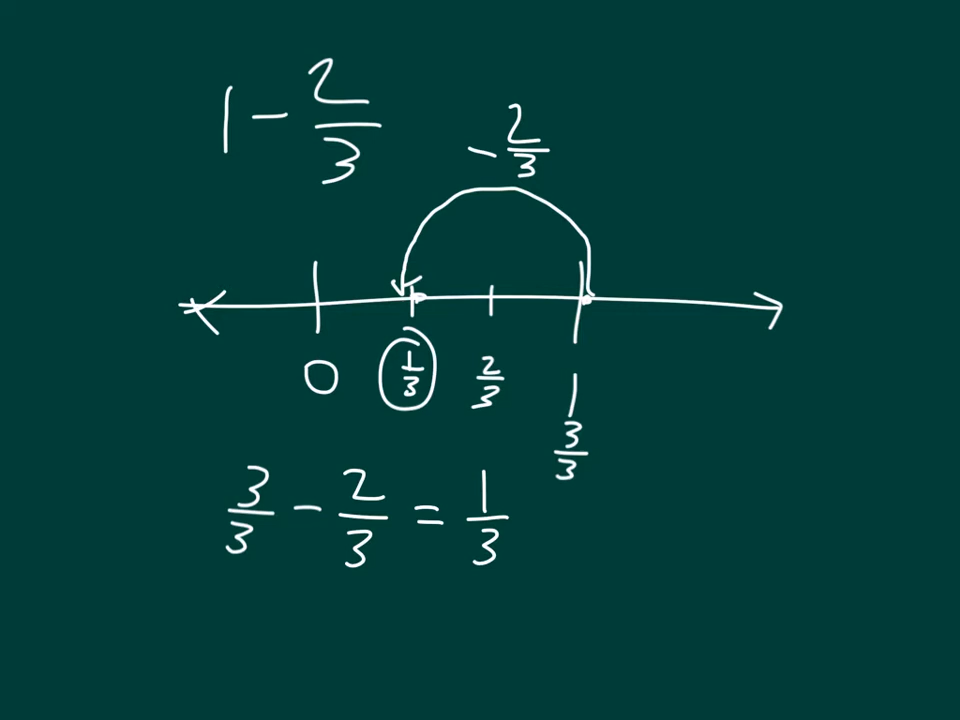 1 - 2/3
- 2/3
0 1/3 2/3 1
3/3
3/3 - 2/3 = 1/3